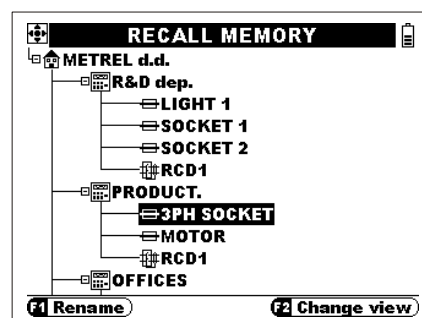 RECALL MEMORY
METREL d.d.
R&D dep.
LIGHT 1
SOCKET 1
SOCKET 2
RCD1
PRODUCT.
3PH SOCKET
MOTOR
RCD1
OFFICES
F1 Rename F2 Change view